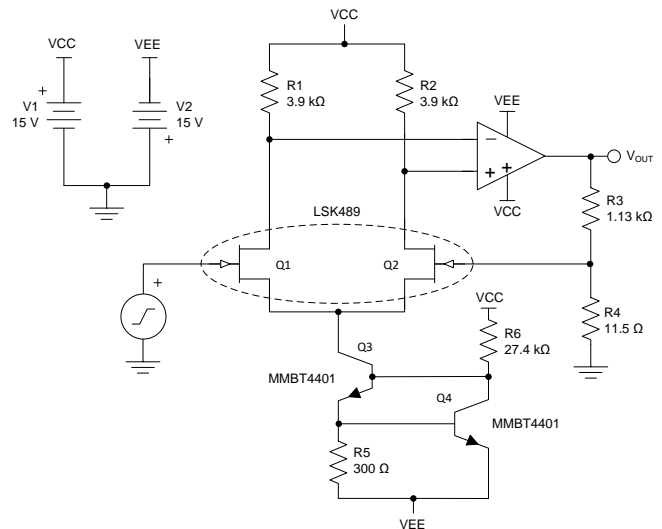 VCC
VCC
VEE
V1
15 V
V2
15 V
+
+
R1
3.9 kΩ
R2
3.9 kΩ
VEE
−
+
+
VCC
VOUT
R3
1.13 kΩ
LSK489
Q1
Q2
+
R4
11.5 Ω
VCC
R6
27.4 kΩ
Q3
MMBT4401
Q4
MMBT4401
R5
300 Ω
VEE